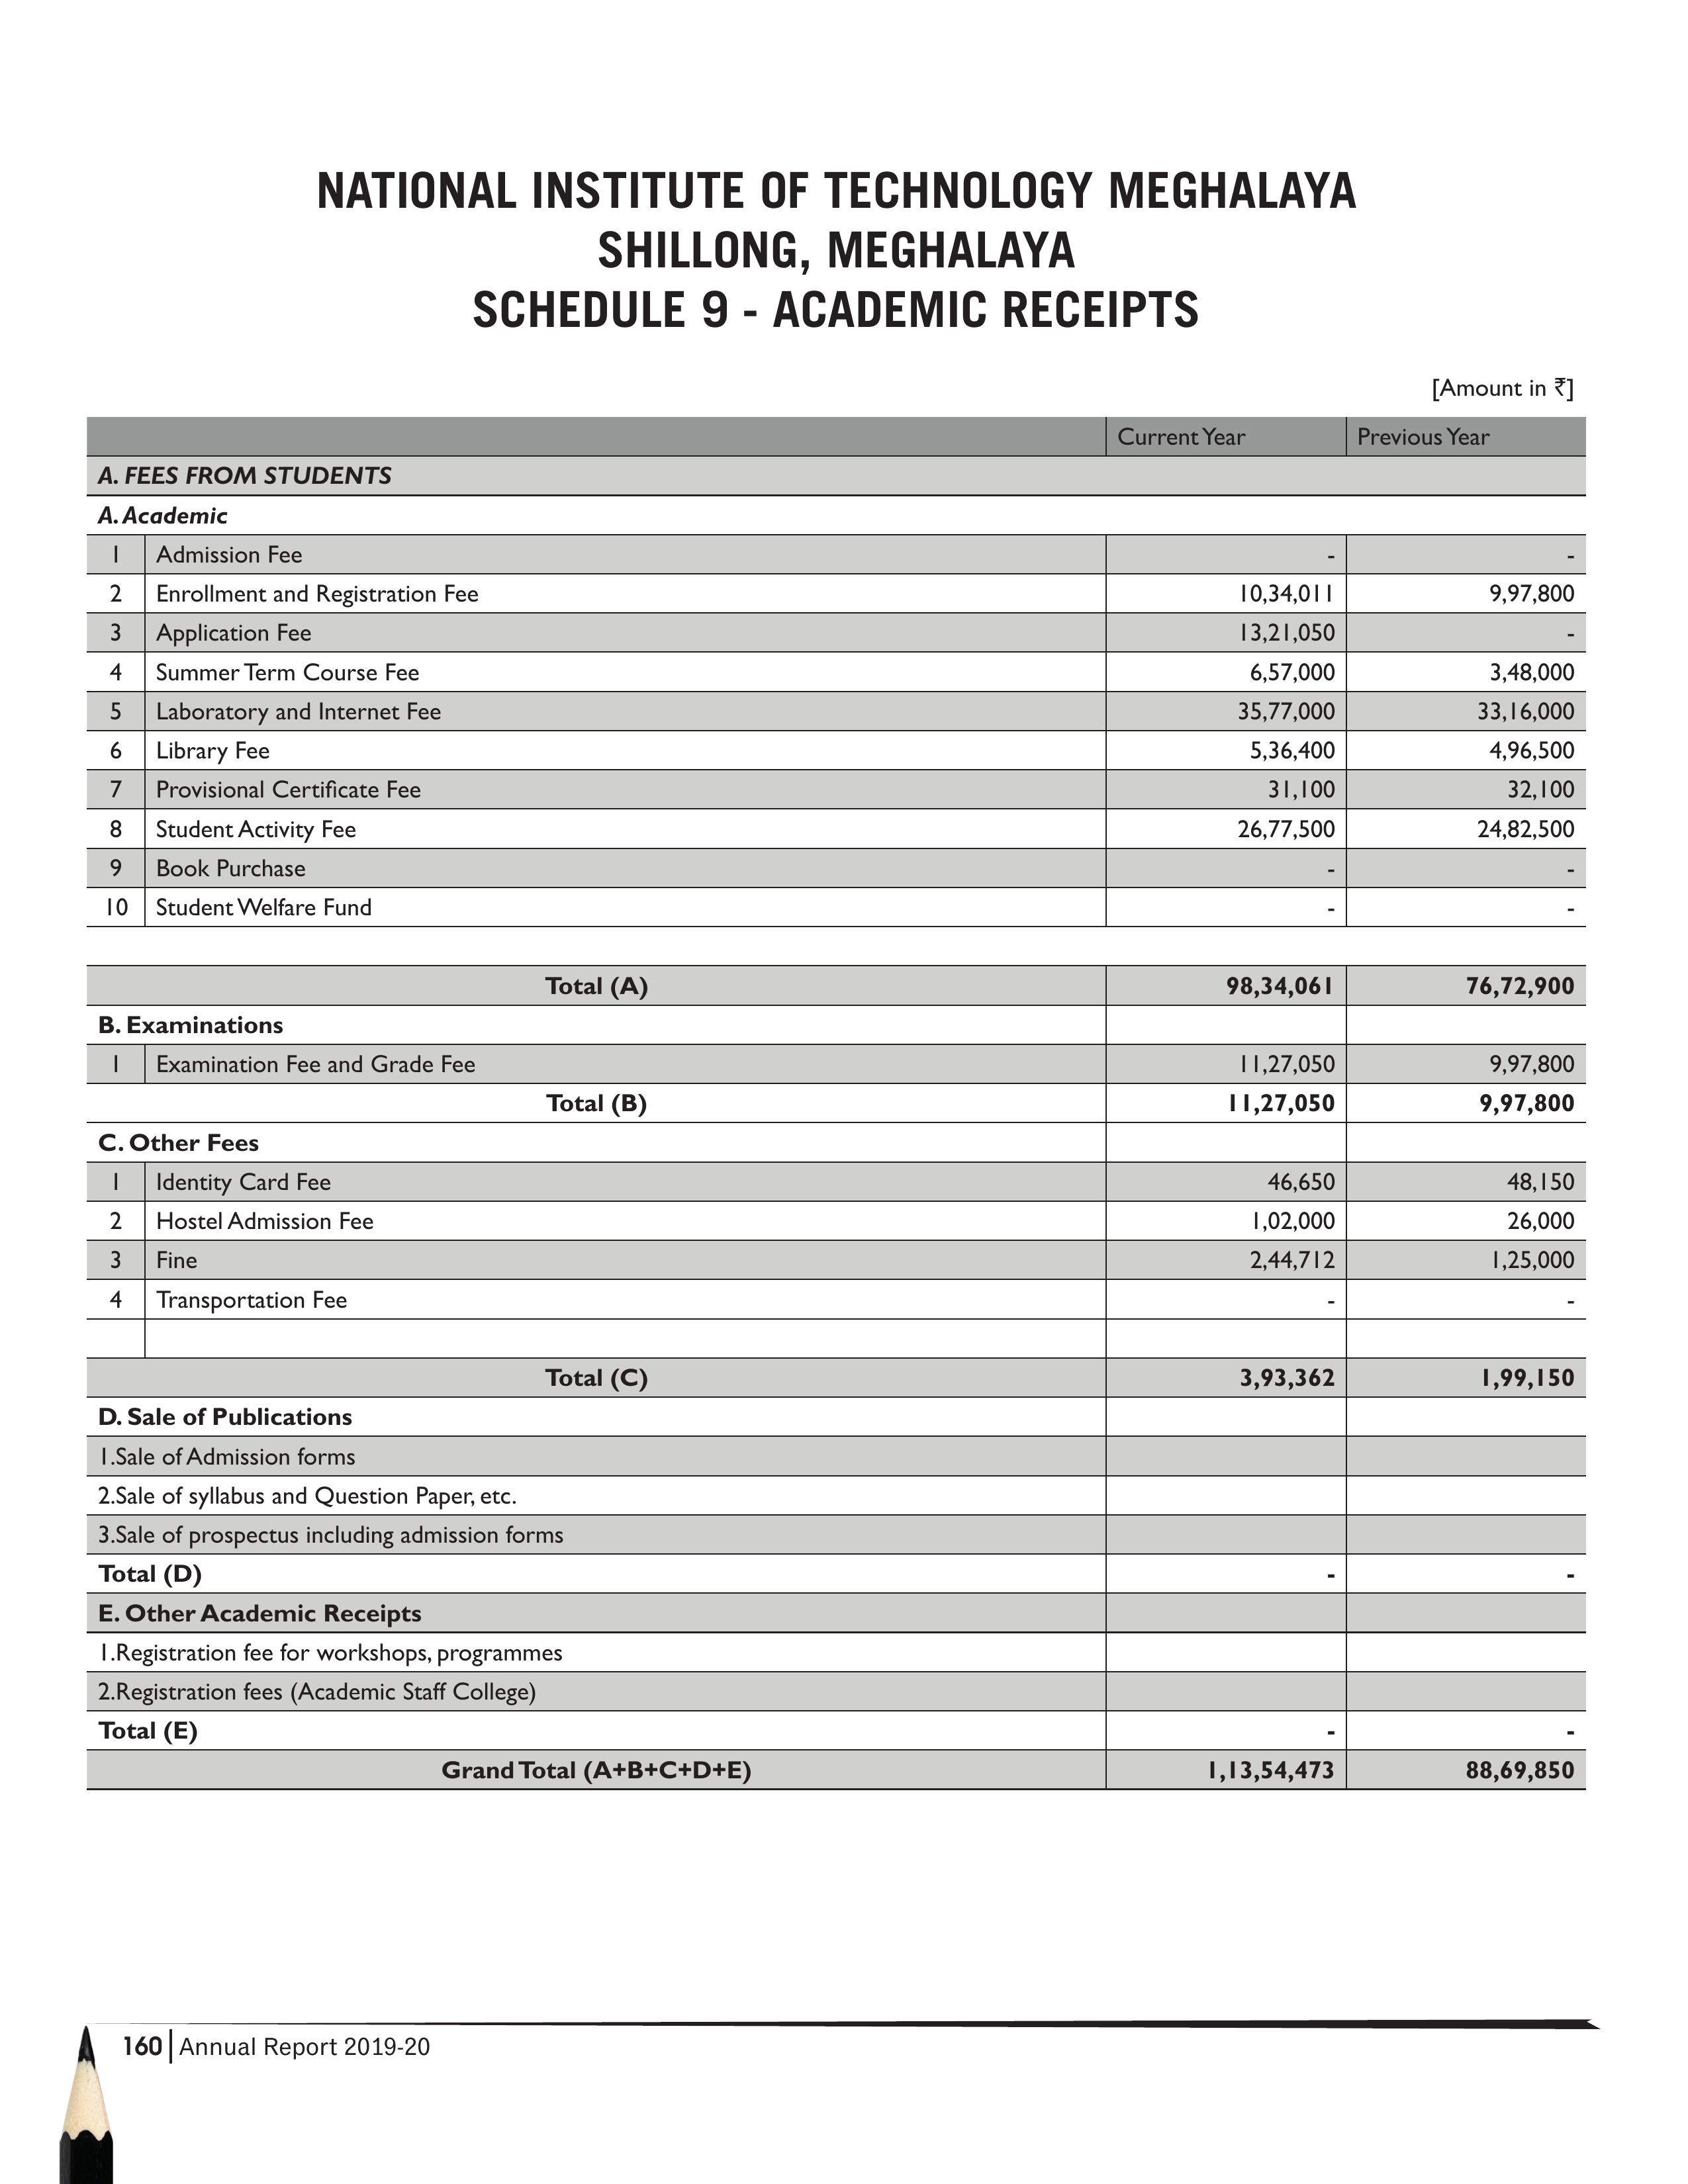 NATIONAL INSTITUTE OF TECHNOLOGY MEGHALAYA
SHILLONG, MEGHALAYA
SCHEDULE 9 - ACADEMIC RECEIPTS
[Amount in ₹]
Current Year Previous Year
A. FEES FROM STUDENTS
A. Academic
1 Admission Fee - -
2 Enrollment and Registration Fee 10,34,011 9,97,800
3 Application Fee 13,21,050 -
4 Summer Term Course Fee 6,57,000 3,48,000
5 Laboratory and Internet Fee 35,77,000 33,16,000
6 Library Fee 5,36,400 4,96,500
7 Provisional Certificate Fee 31,100 32,100
8 Student Activity Fee 26,77,500 24,82,500
9 Book Purchase - -
10 Student Welfare Fund - -
Total (A) 98,34,061 76,72,900
B. Examinations
1 Examination Fee and Grade Fee 11,27,050 9,97,800
Total (B) 11,27,050 9,97,800
C. Other Fees
1 Identity Card Fee 46,650 48,150
2 Hostel Admission Fee 1,02,000 26,000
3 Fine 2,44,712 1,25,000
4 Transportation Fee - -
Total (C) 3,93,362 1,99,150
D. Sale of Publications
1.Sale of Admission forms
2.Sale of syllabus and Question Paper, etc.
3.Sale of prospectus including admission forms
Total (D) - -
E. Other Academic Receipts
1.Registration fee for workshops, programmes
2.Registration fees (Academic Staff College)
Total (E) - -
Grand Total (A+B+C+D+E) 1,13,54,473 88,69,850
160 Annual Report 2019-20